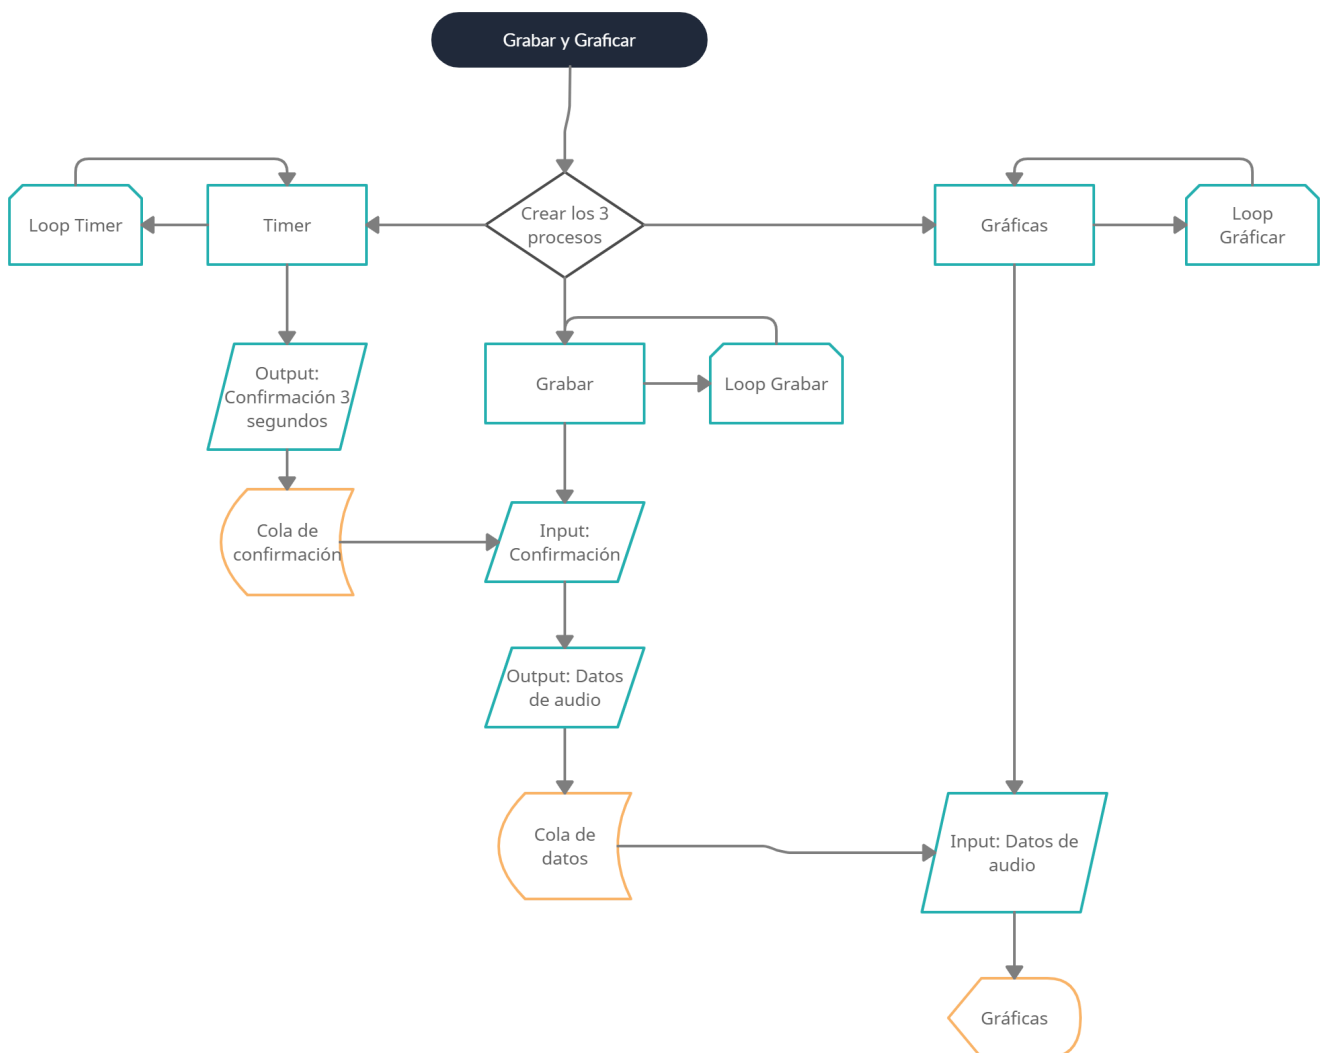 Grabar y Graficar
Loop Timer
Timer
Crear los 3
procesos
Gráficas
Loop
Gráficar
Output:
Confirmación 3
segundos
Grabar
Loop Grabar
Cola de
confirmación
Input:
Confirmación
Output: Datos
de audio
Cola de
datos
Input: Datos de
audio
Gráficas